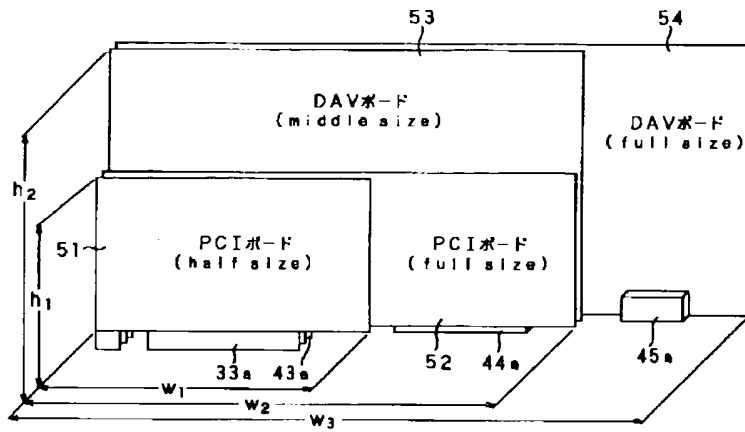 53
54
DAVボード
(middle size)
DAVボード
(full size)
h2
51
PCIボード
(half size)
PCIボード
(full size)
h1
33a
43a
52
44a
45a
W1
W2
W3